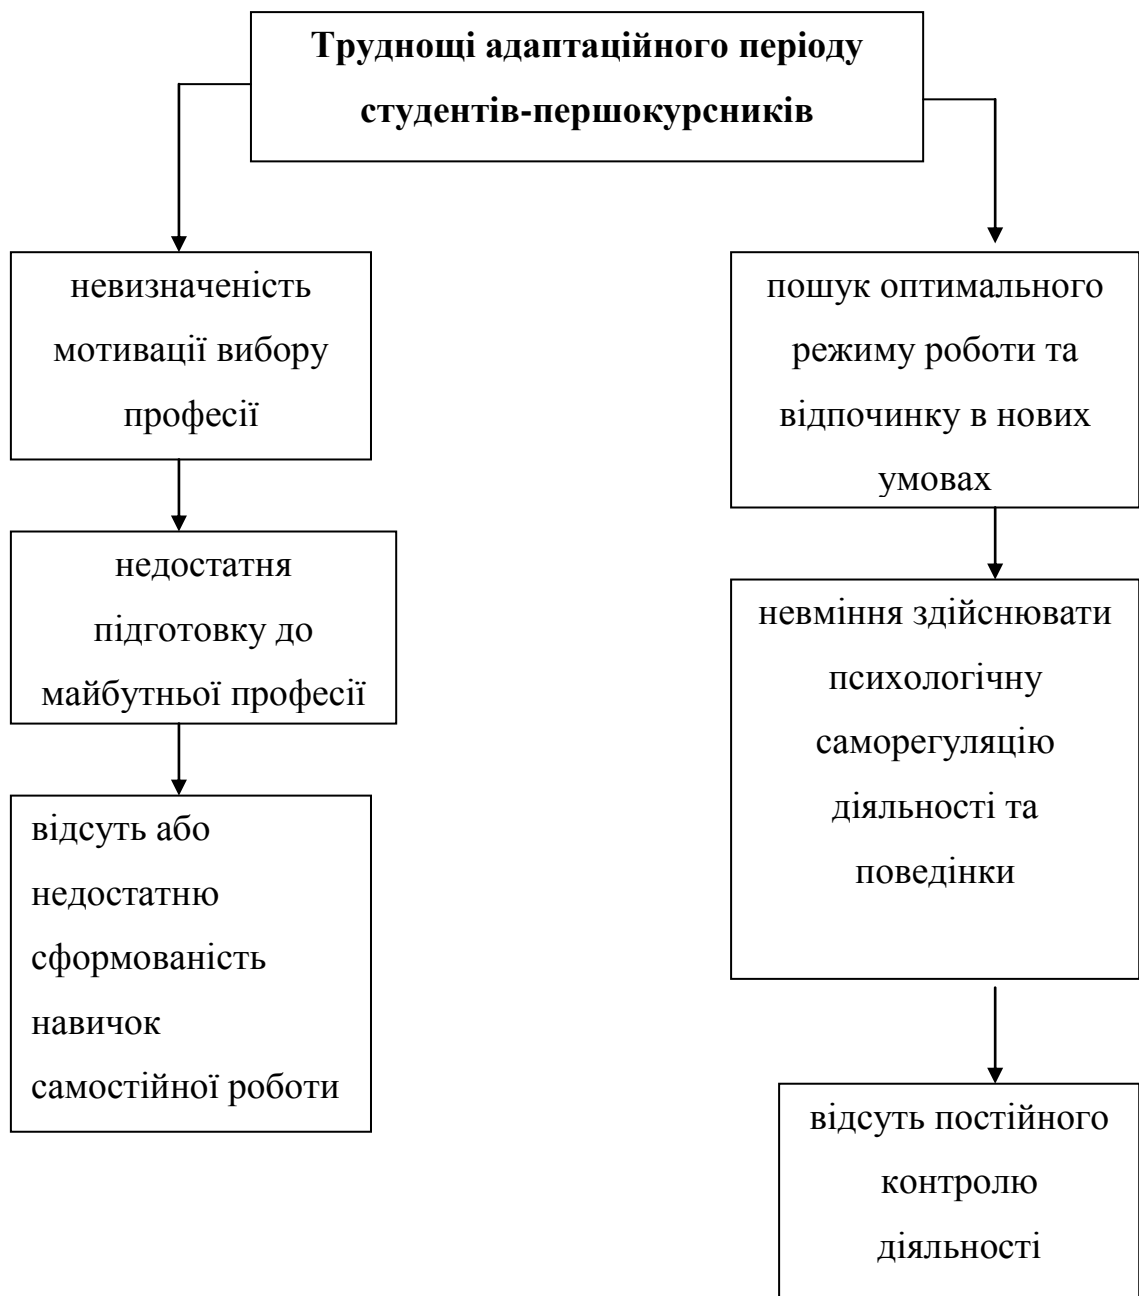 Труднощі адаптаційного періоду
студентів-першокурсників
невизначеність
мотивації вибору
професії
недостатня
підготовку до
майбутньої професії
відсуть або
недостатню
сформованість
навичок
самостійної роботи
пошук оптимального
режиму роботи та
відпочинку в нових
умовах
невміння здійснювати
психологічну
саморегуляцію
діяльності та
поведінки
відсуть постійного
контролю
діяльності